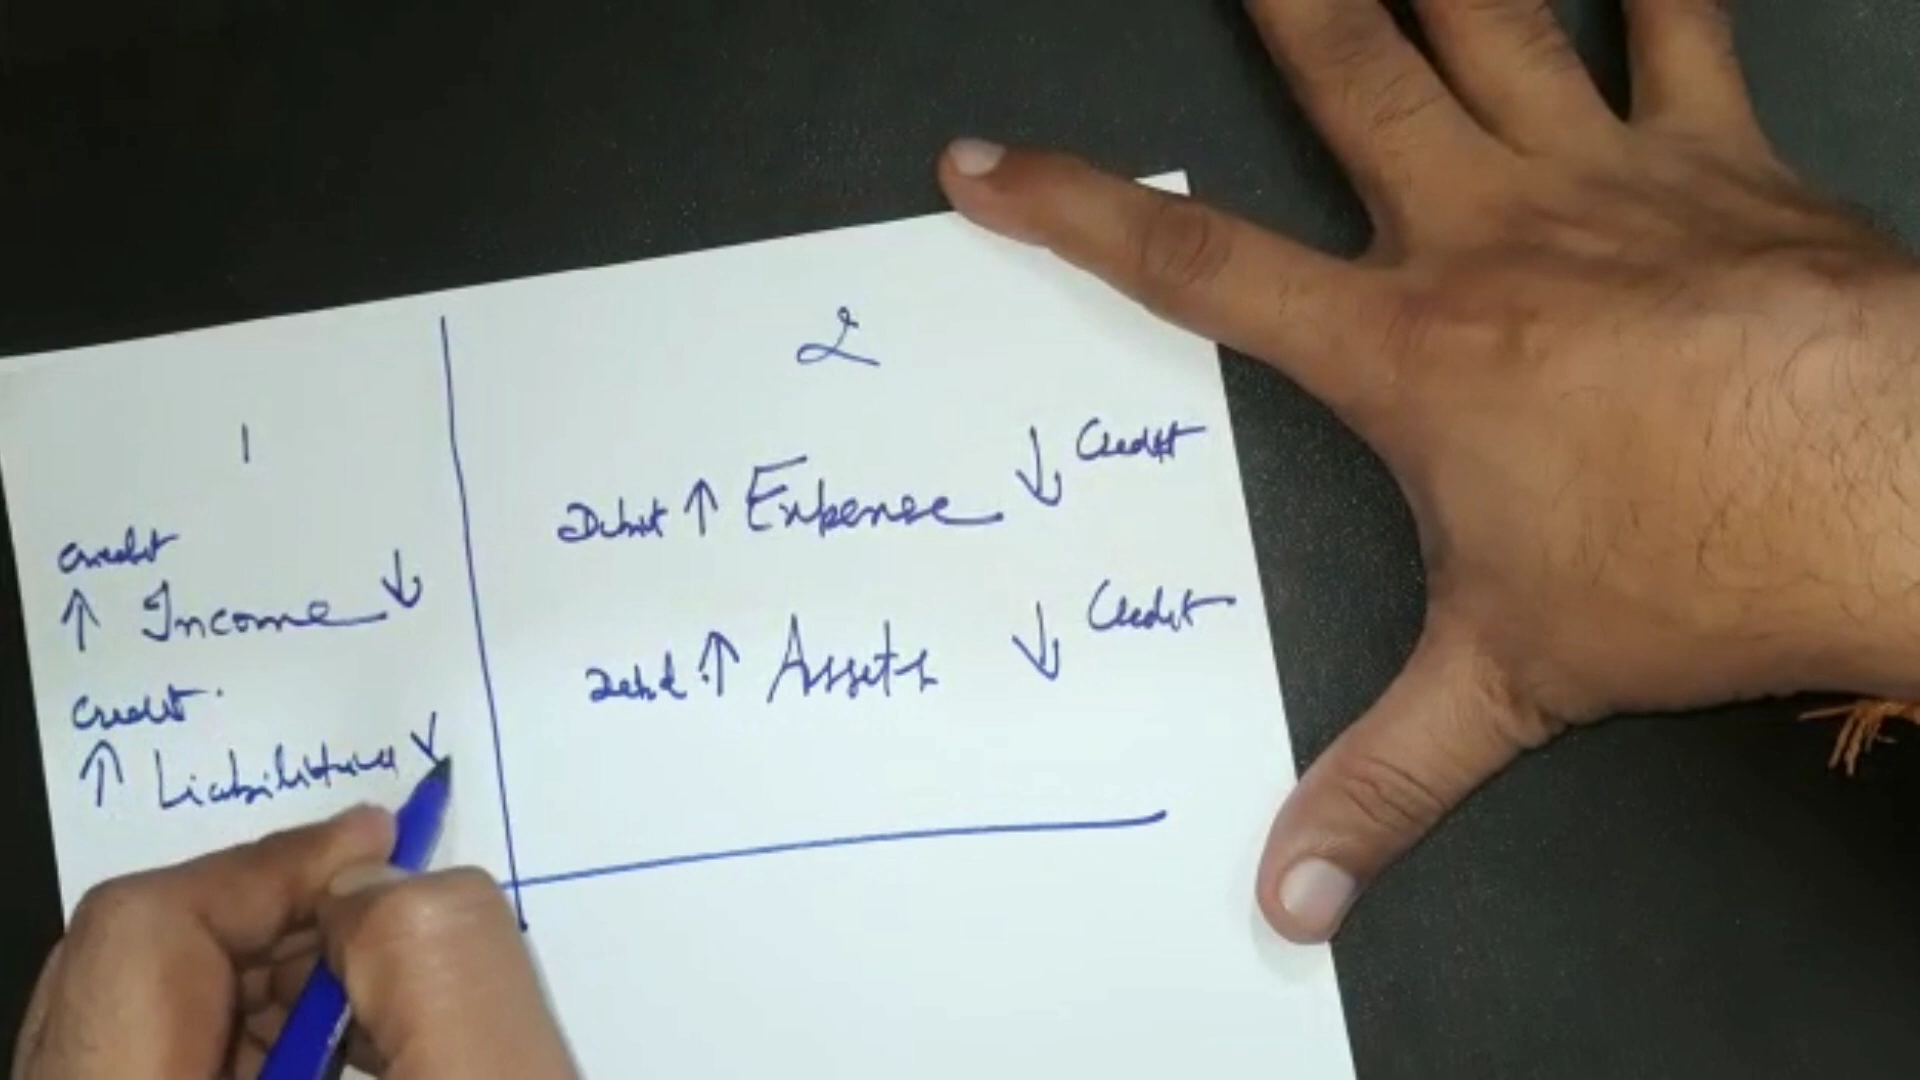 1
Credit
↑ Income ↓
Credit
↑ Liabilities ↓
2
Debit ↑ Expense ↓ Credit
Debit ↑ Assets ↓ Credit